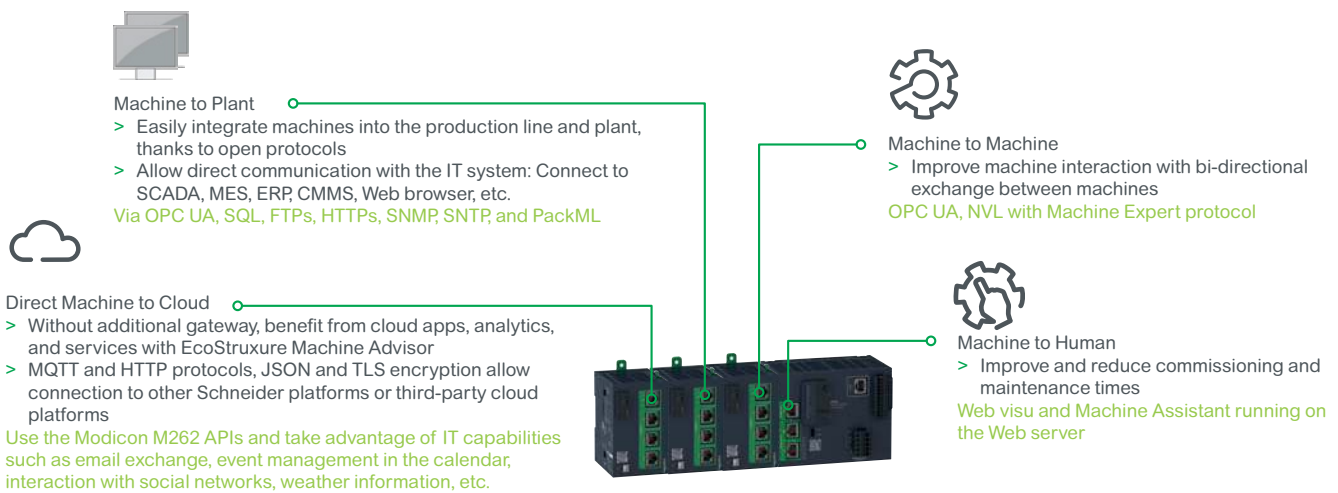 Machine to Plant
> Easily integrate machines into the production line and plant,
thanks to open protocols
> Allow direct communication with the IT system: Connect to
SCADA, MES, ERP, CMMS, Web browser, etc.
Via OPC UA, SQL, FTPs, HTTPs, SNMP, SNTP, and PackML
Direct Machine to Cloud
> Without additional gateway, benefit from cloud apps, analytics,
and services with EcoStruxure Machine Advisor
> MQTT and HTTP protocols, JSON and TLS encryption allow
connection to other Schneider platforms or third-party cloud
platforms
Use the Modicon M262 APIs and take advantage of IT capabilities
such as email exchange, event management in the calendar,
interaction with social networks, weather information, etc.
Machine to Machine
> Improve machine interaction with bi-directional
exchange between machines
OPC UA, NVL with Machine Expert protocol
Machine to Human
> Improve and reduce commissioning and
maintenance times
Web visu and Machine Assistant running on
the Web server